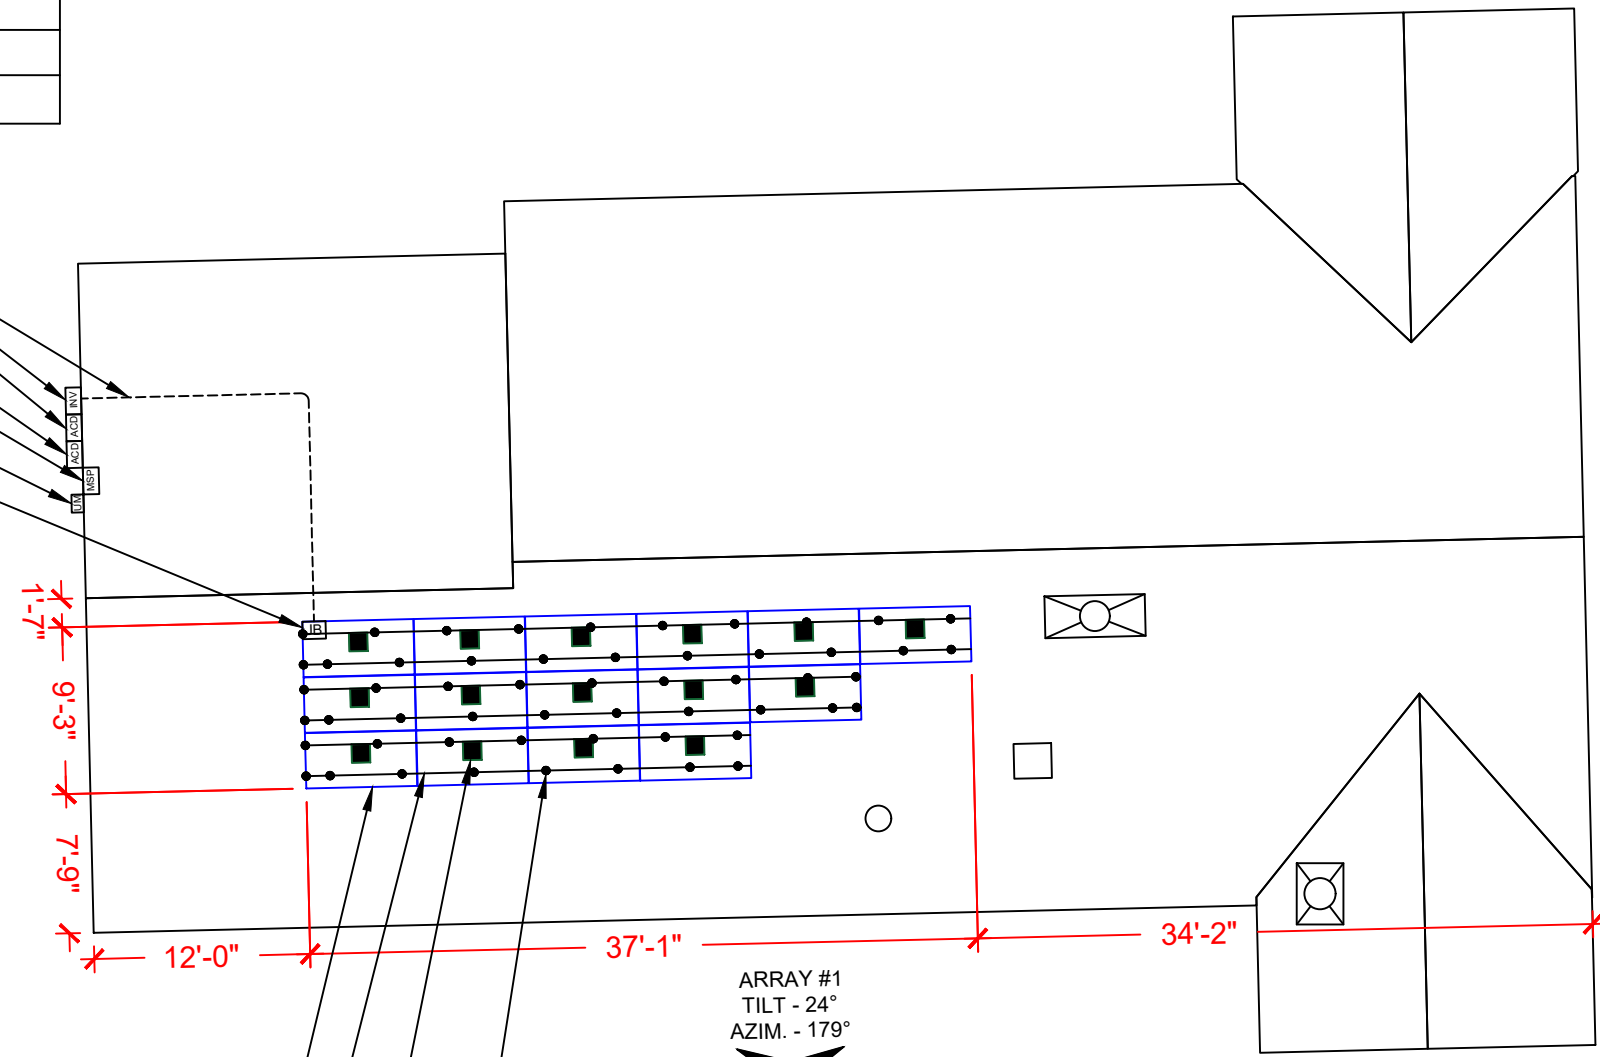 INV
ACD
ACD
MSP
UM
JB
1'-7"
9'-3"
7'-9"
12'-0"
37'-1"
34'-2"
ARRAY #1
TILT - 24°
AZIM. - 179°